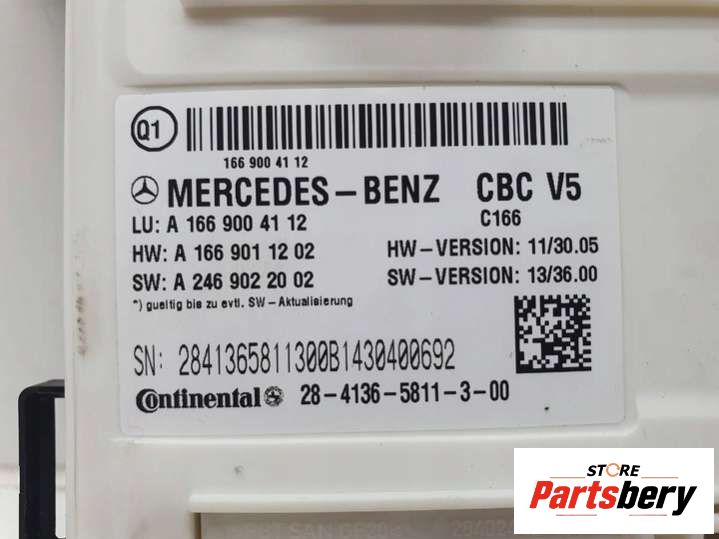 Q1
166 900 41 12
MERCEDES-BENZ CBC V5
LU: A 166 900 41 12 C166
HW: A 166 901 12 02 HW-VERSION: 11/30.05
SW: A 246 902 20 02 SW-VERSION: 13/36.00
*) gueltig bis zu evtl. SW-Aktualisierung
SN: 2841365811300B1430400692
Continental 28-4136-5811-3-00
STORE
Partsbery